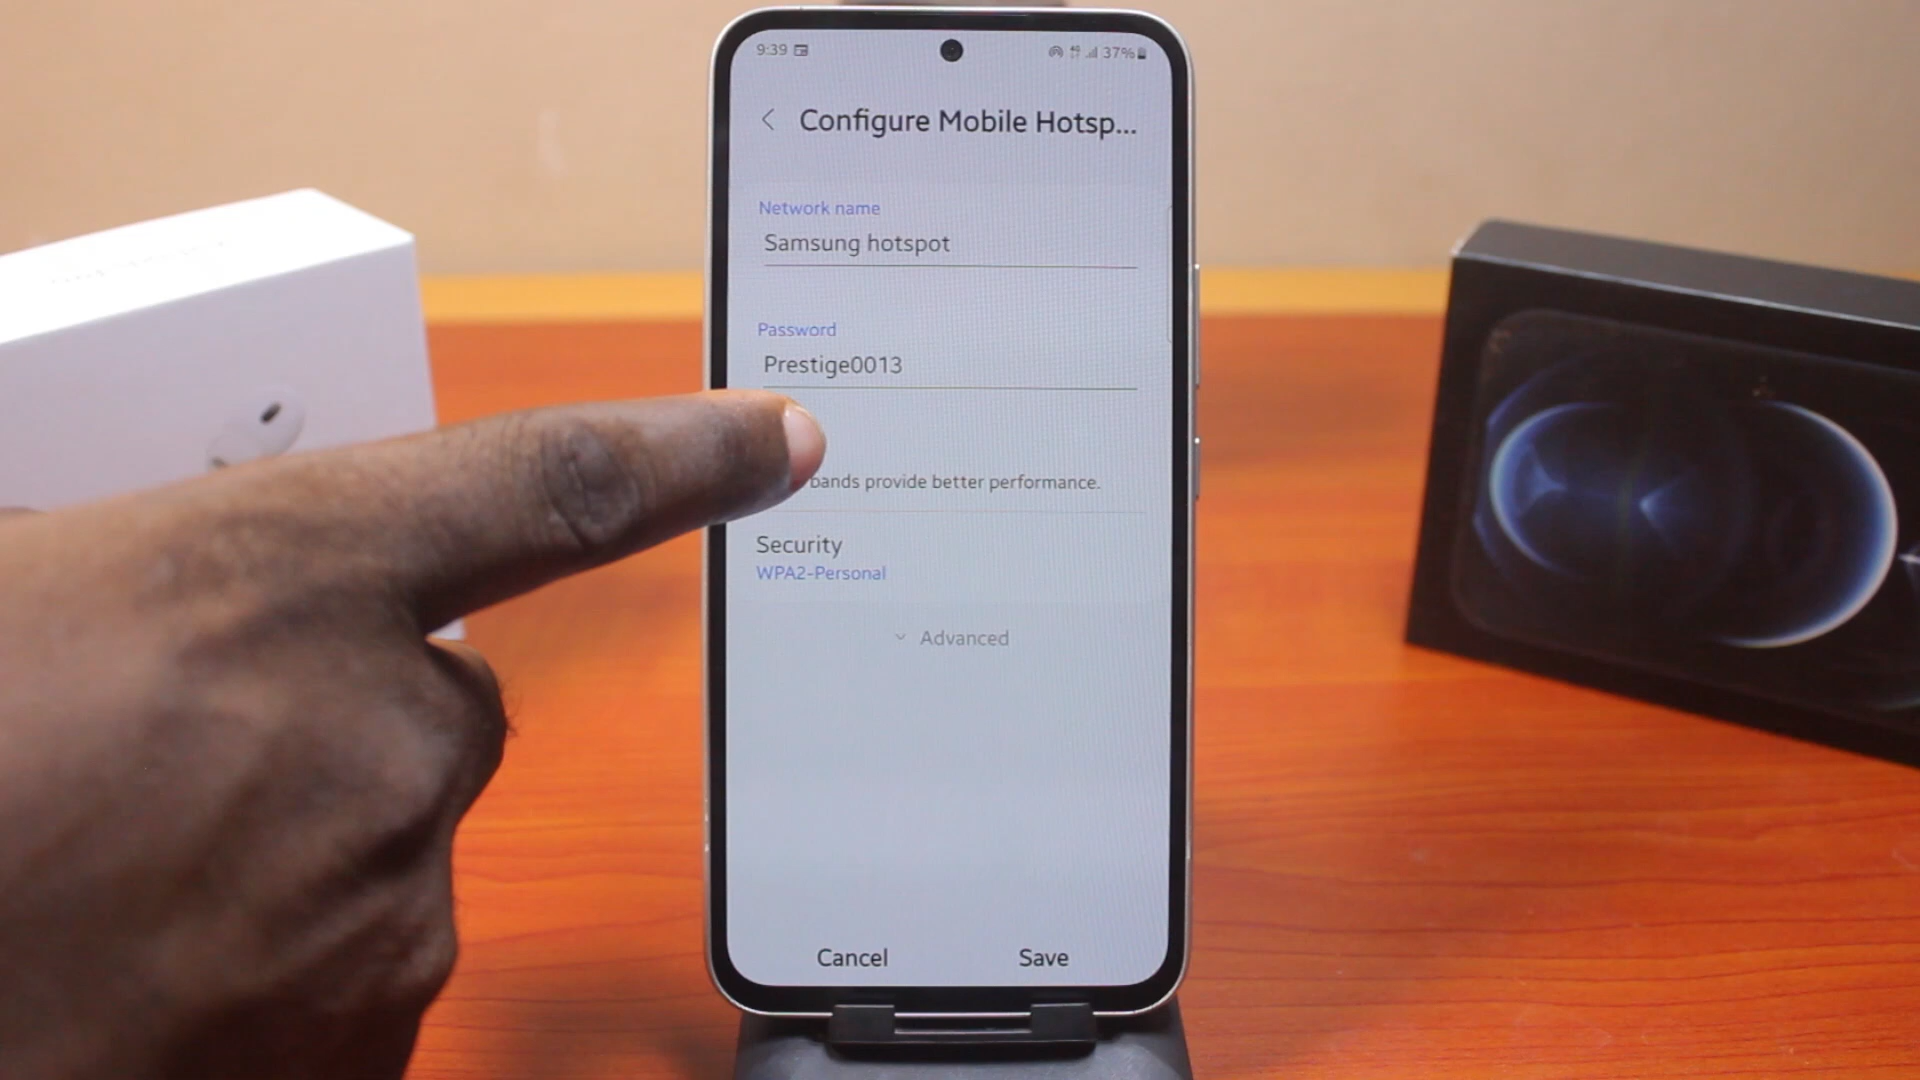 9:39
37%
Configure Mobile Hotsp...
Network name
Samsung hotspot
Password
Prestige0013
bands provide better performance.
Security
WPA2-Personal
Advanced
Cancel
Save